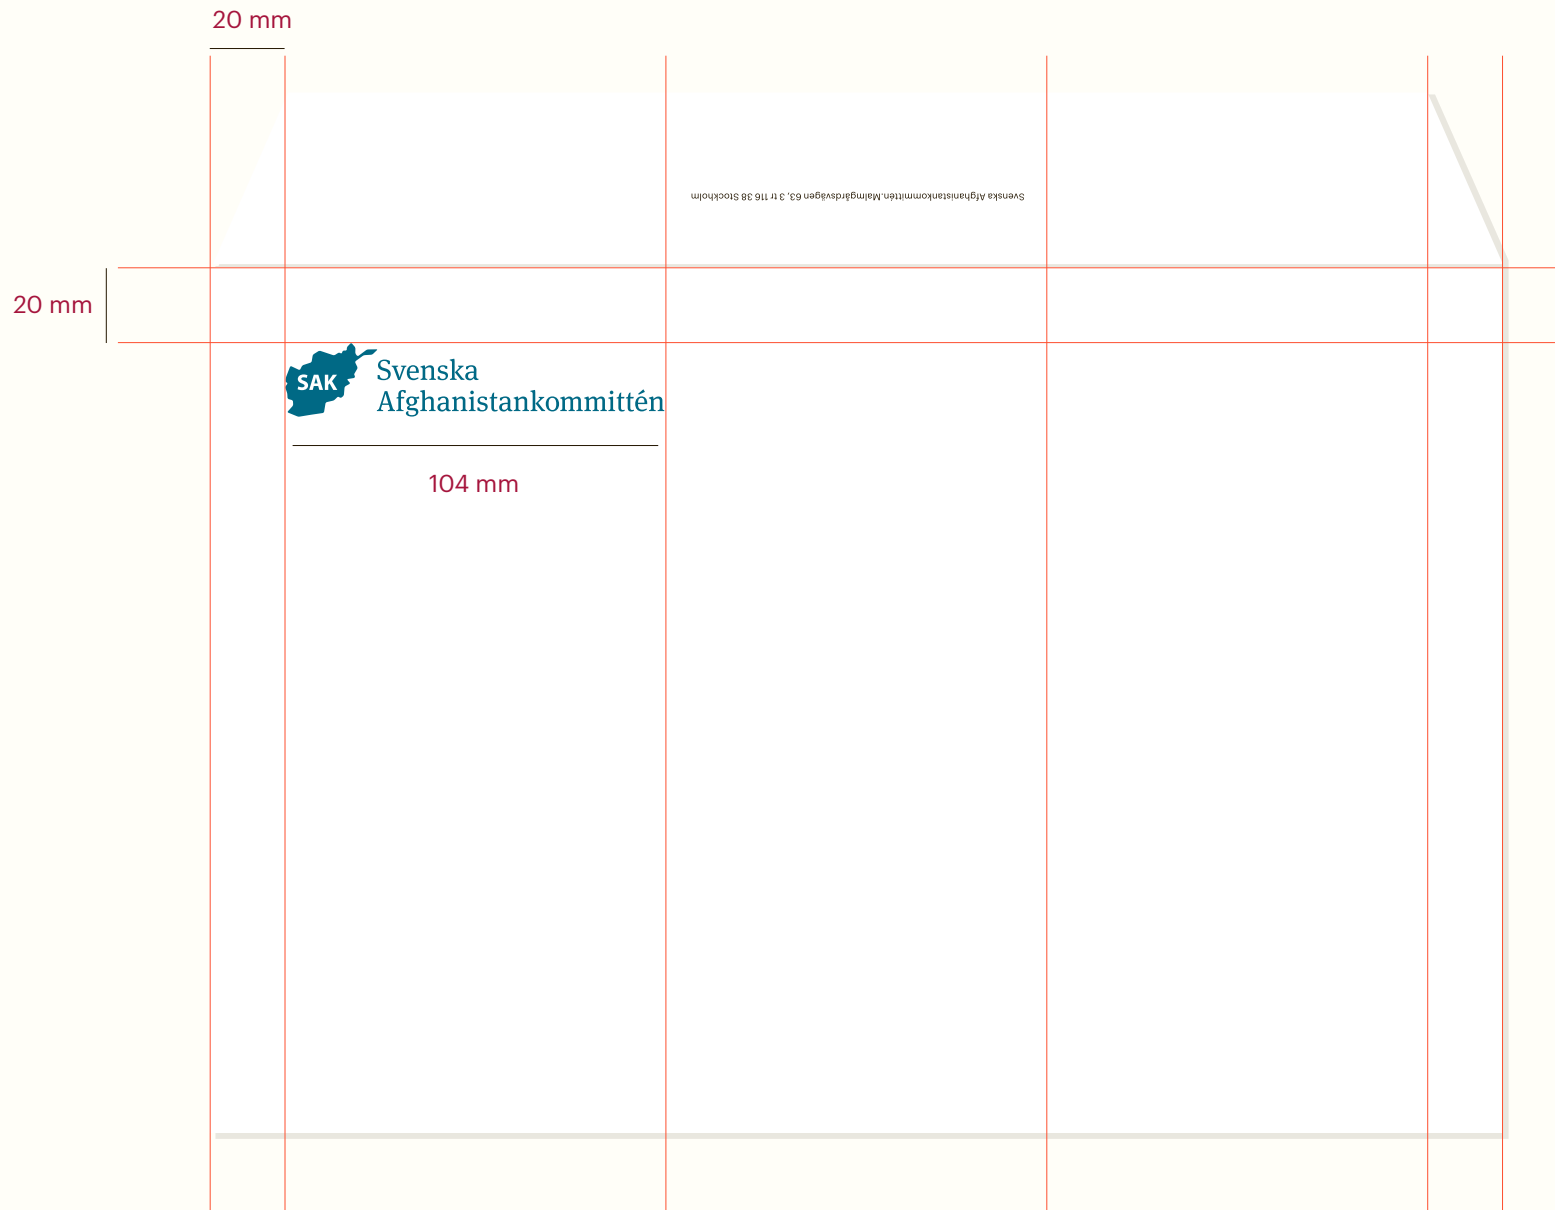 20 mm
Svenska Afghanistankommittén.Malmgårdsvägen 63, 3 tr 116 38 Stockholm
20 mm
SAK
Svenska
Afghanistankommittén
104 mm